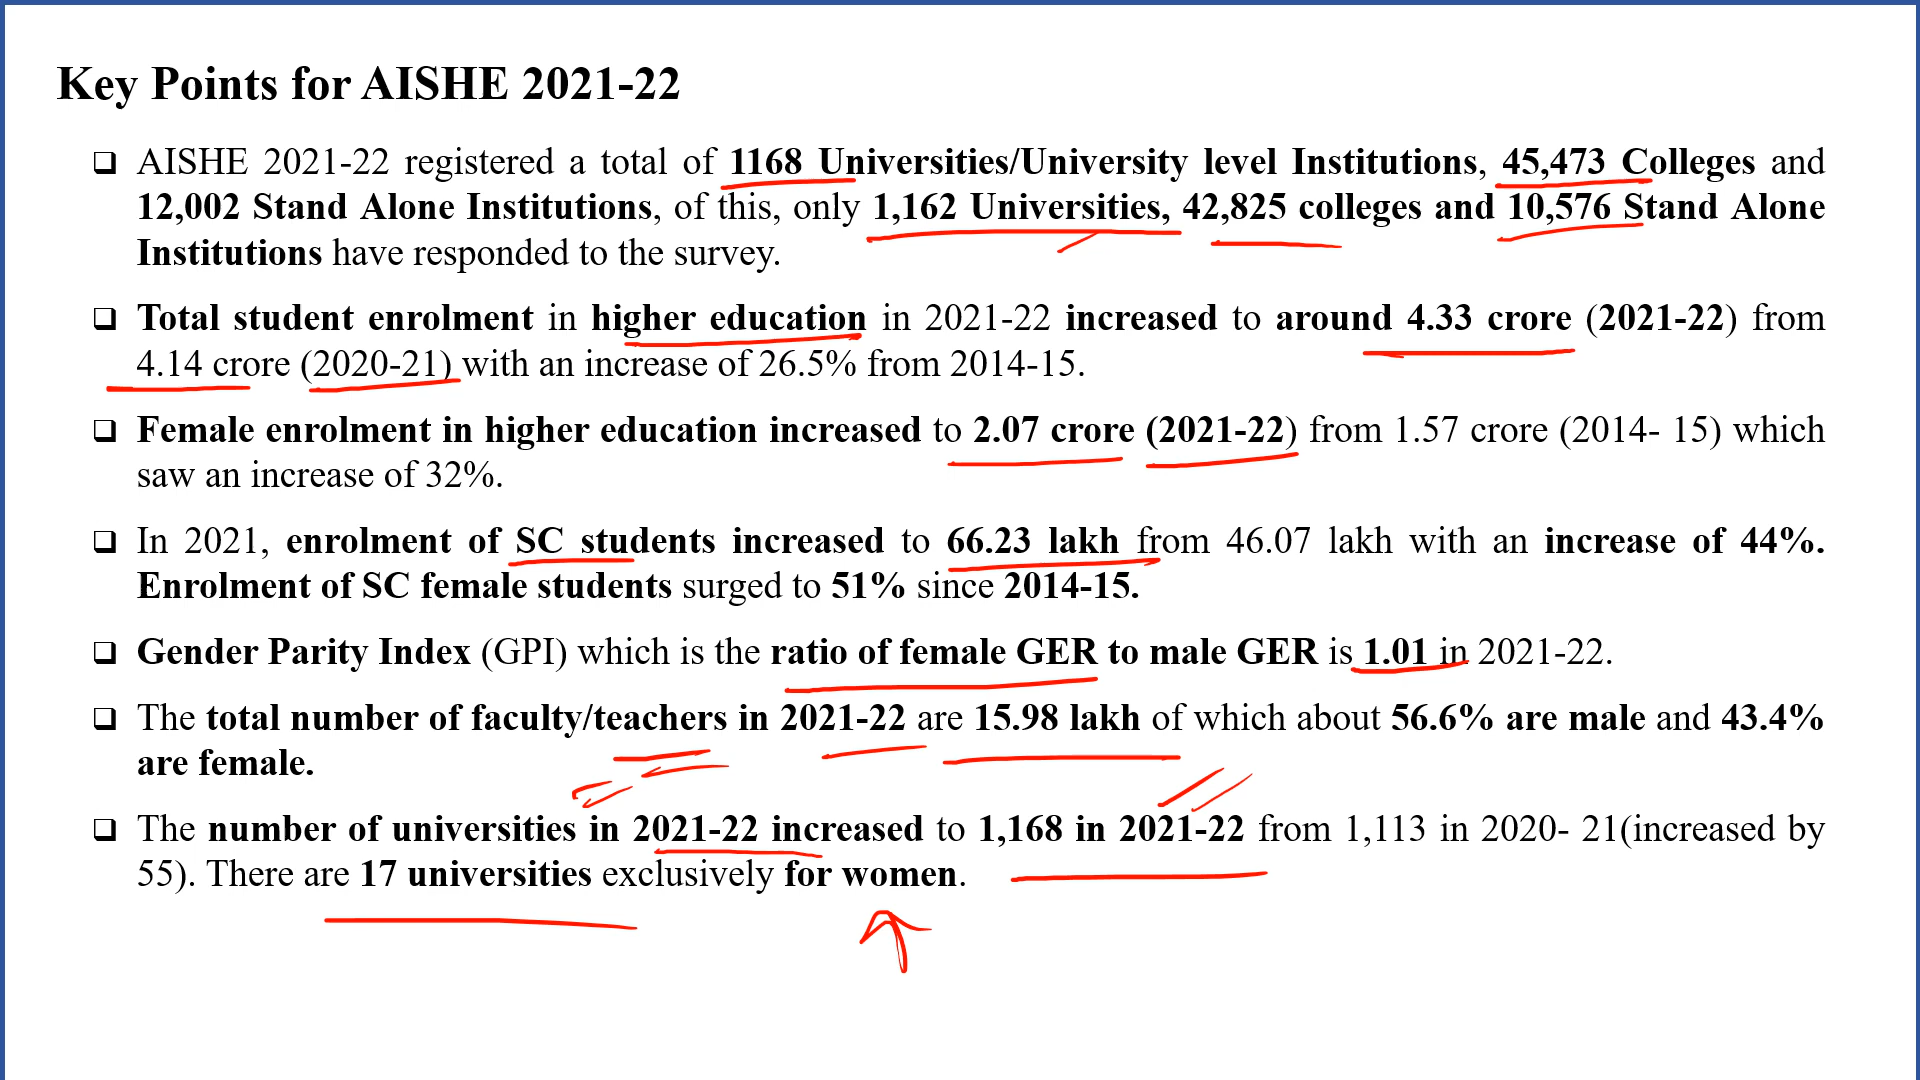 Key Points for AISHE 2021-22
AISHE 2021-22 registered a total of 1168 Universities/University level Institutions, 45,473 Colleges and
12,002 Stand Alone Institutions, of this, only 1,162 Universities, 42,825 colleges and 10,576 Stand Alone
Institutions have responded to the survey.
Total student enrolment in higher education in 2021-22 increased to around 4.33 crore (2021-22) from
4.14 crore (2020-21) with an increase of 26.5% from 2014-15.
Female enrolment in higher education increased to 2.07 crore (2021-22) from 1.57 crore (2014- 15) which
saw an increase of 32%.
In 2021, enrolment of SC students increased to 66.23 lakh from 46.07 lakh with an increase of 44%.
Enrolment of SC female students surged to 51% since 2014-15.
Gender Parity Index (GPI) which is the ratio of female GER to male GER is 1.01 in 2021-22.
The total number of faculty/teachers in 2021-22 are 15.98 lakh of which about 56.6% are male and 43.4%
are female.
The number of universities in 2021-22 increased to 1,168 in 2021-22 from 1,113 in 2020- 21(increased by
55). There are 17 universities exclusively for women.